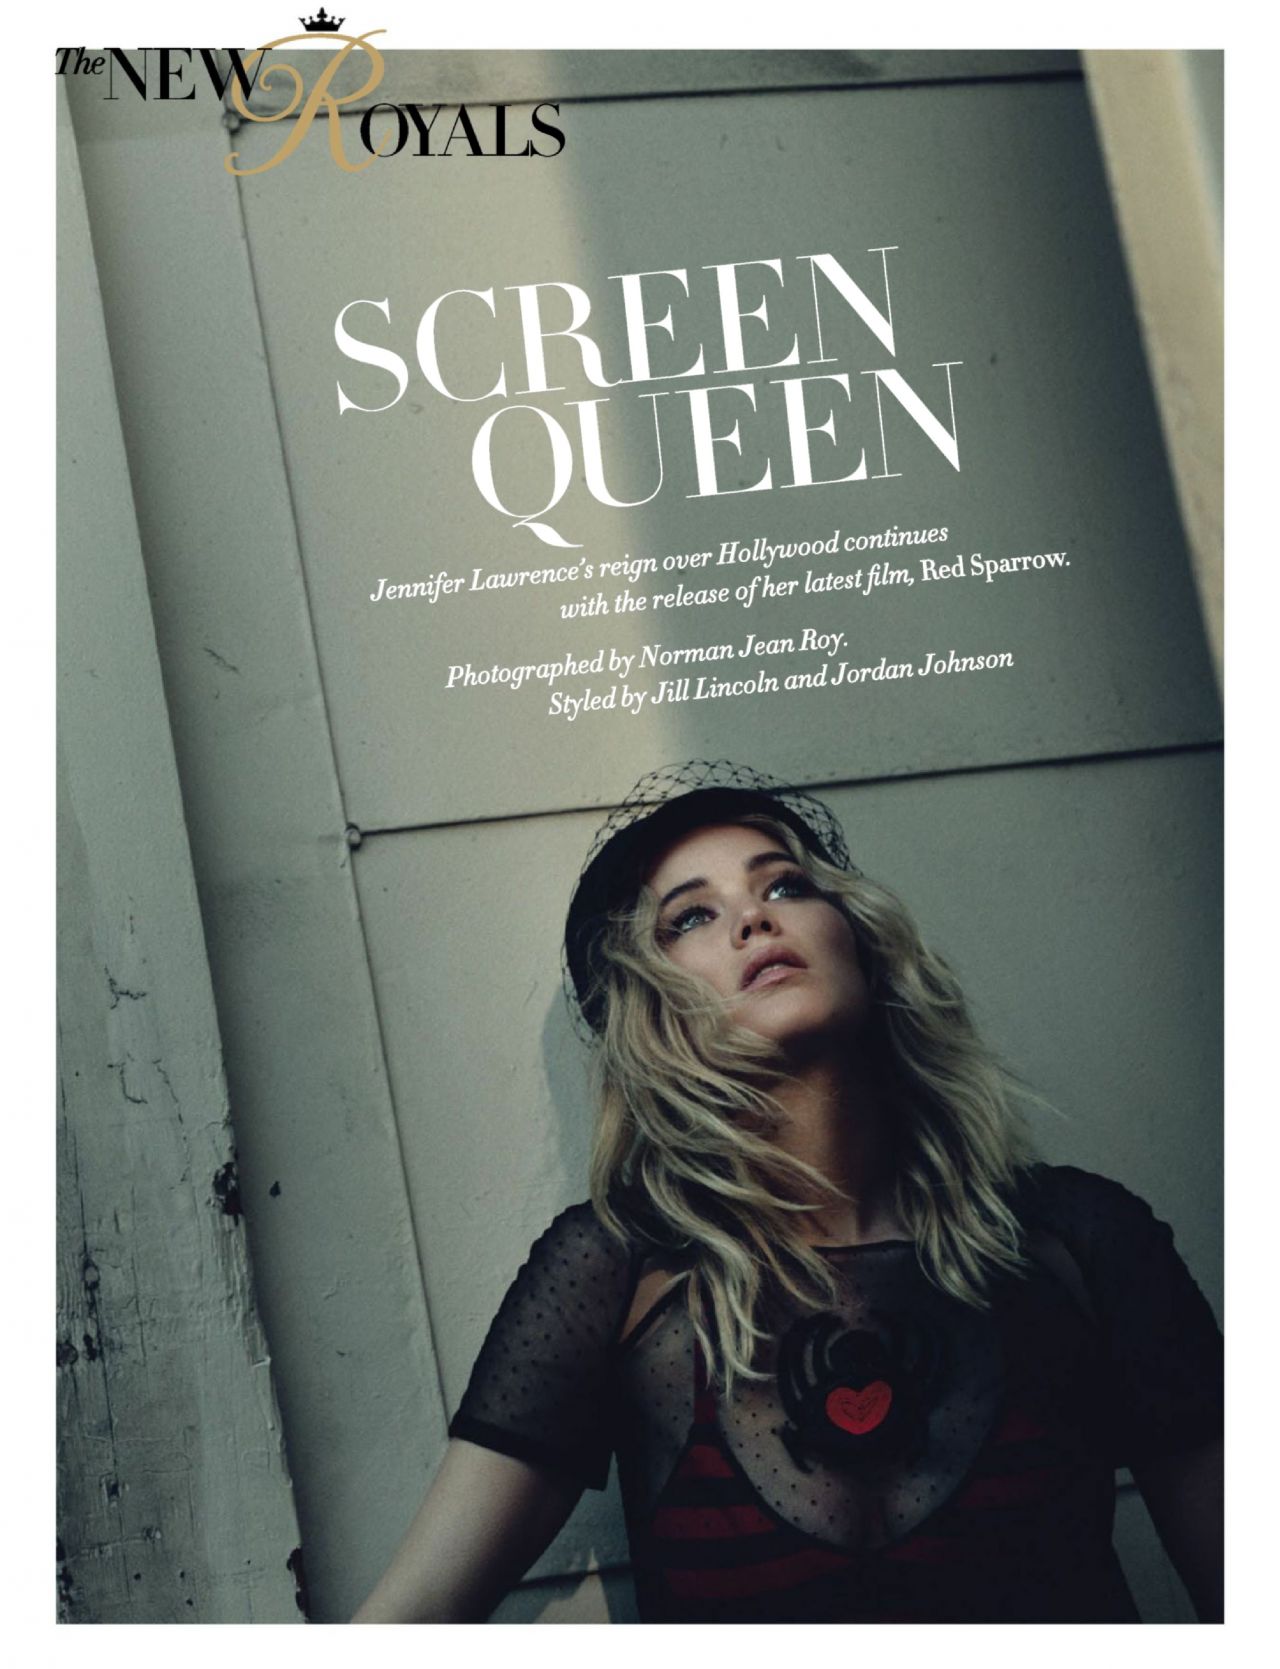 The NEW
ROYALS
SCREEN
QUEEN
Jennifer Lawrence's reign over Hollywood continues
with the release of her latest film, Red Sparrow.
Photographed by Norman Jean Roy.
Styled by Jill Lincoln and Jordan Johnson